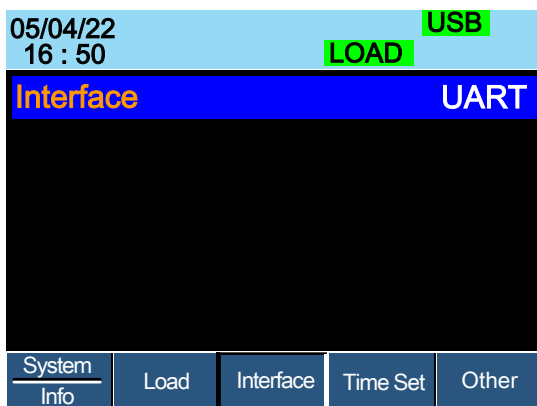 05/04/22 USB
16 : 50 LOAD
Interface UART
System
Info
Load Interface Time Set Other